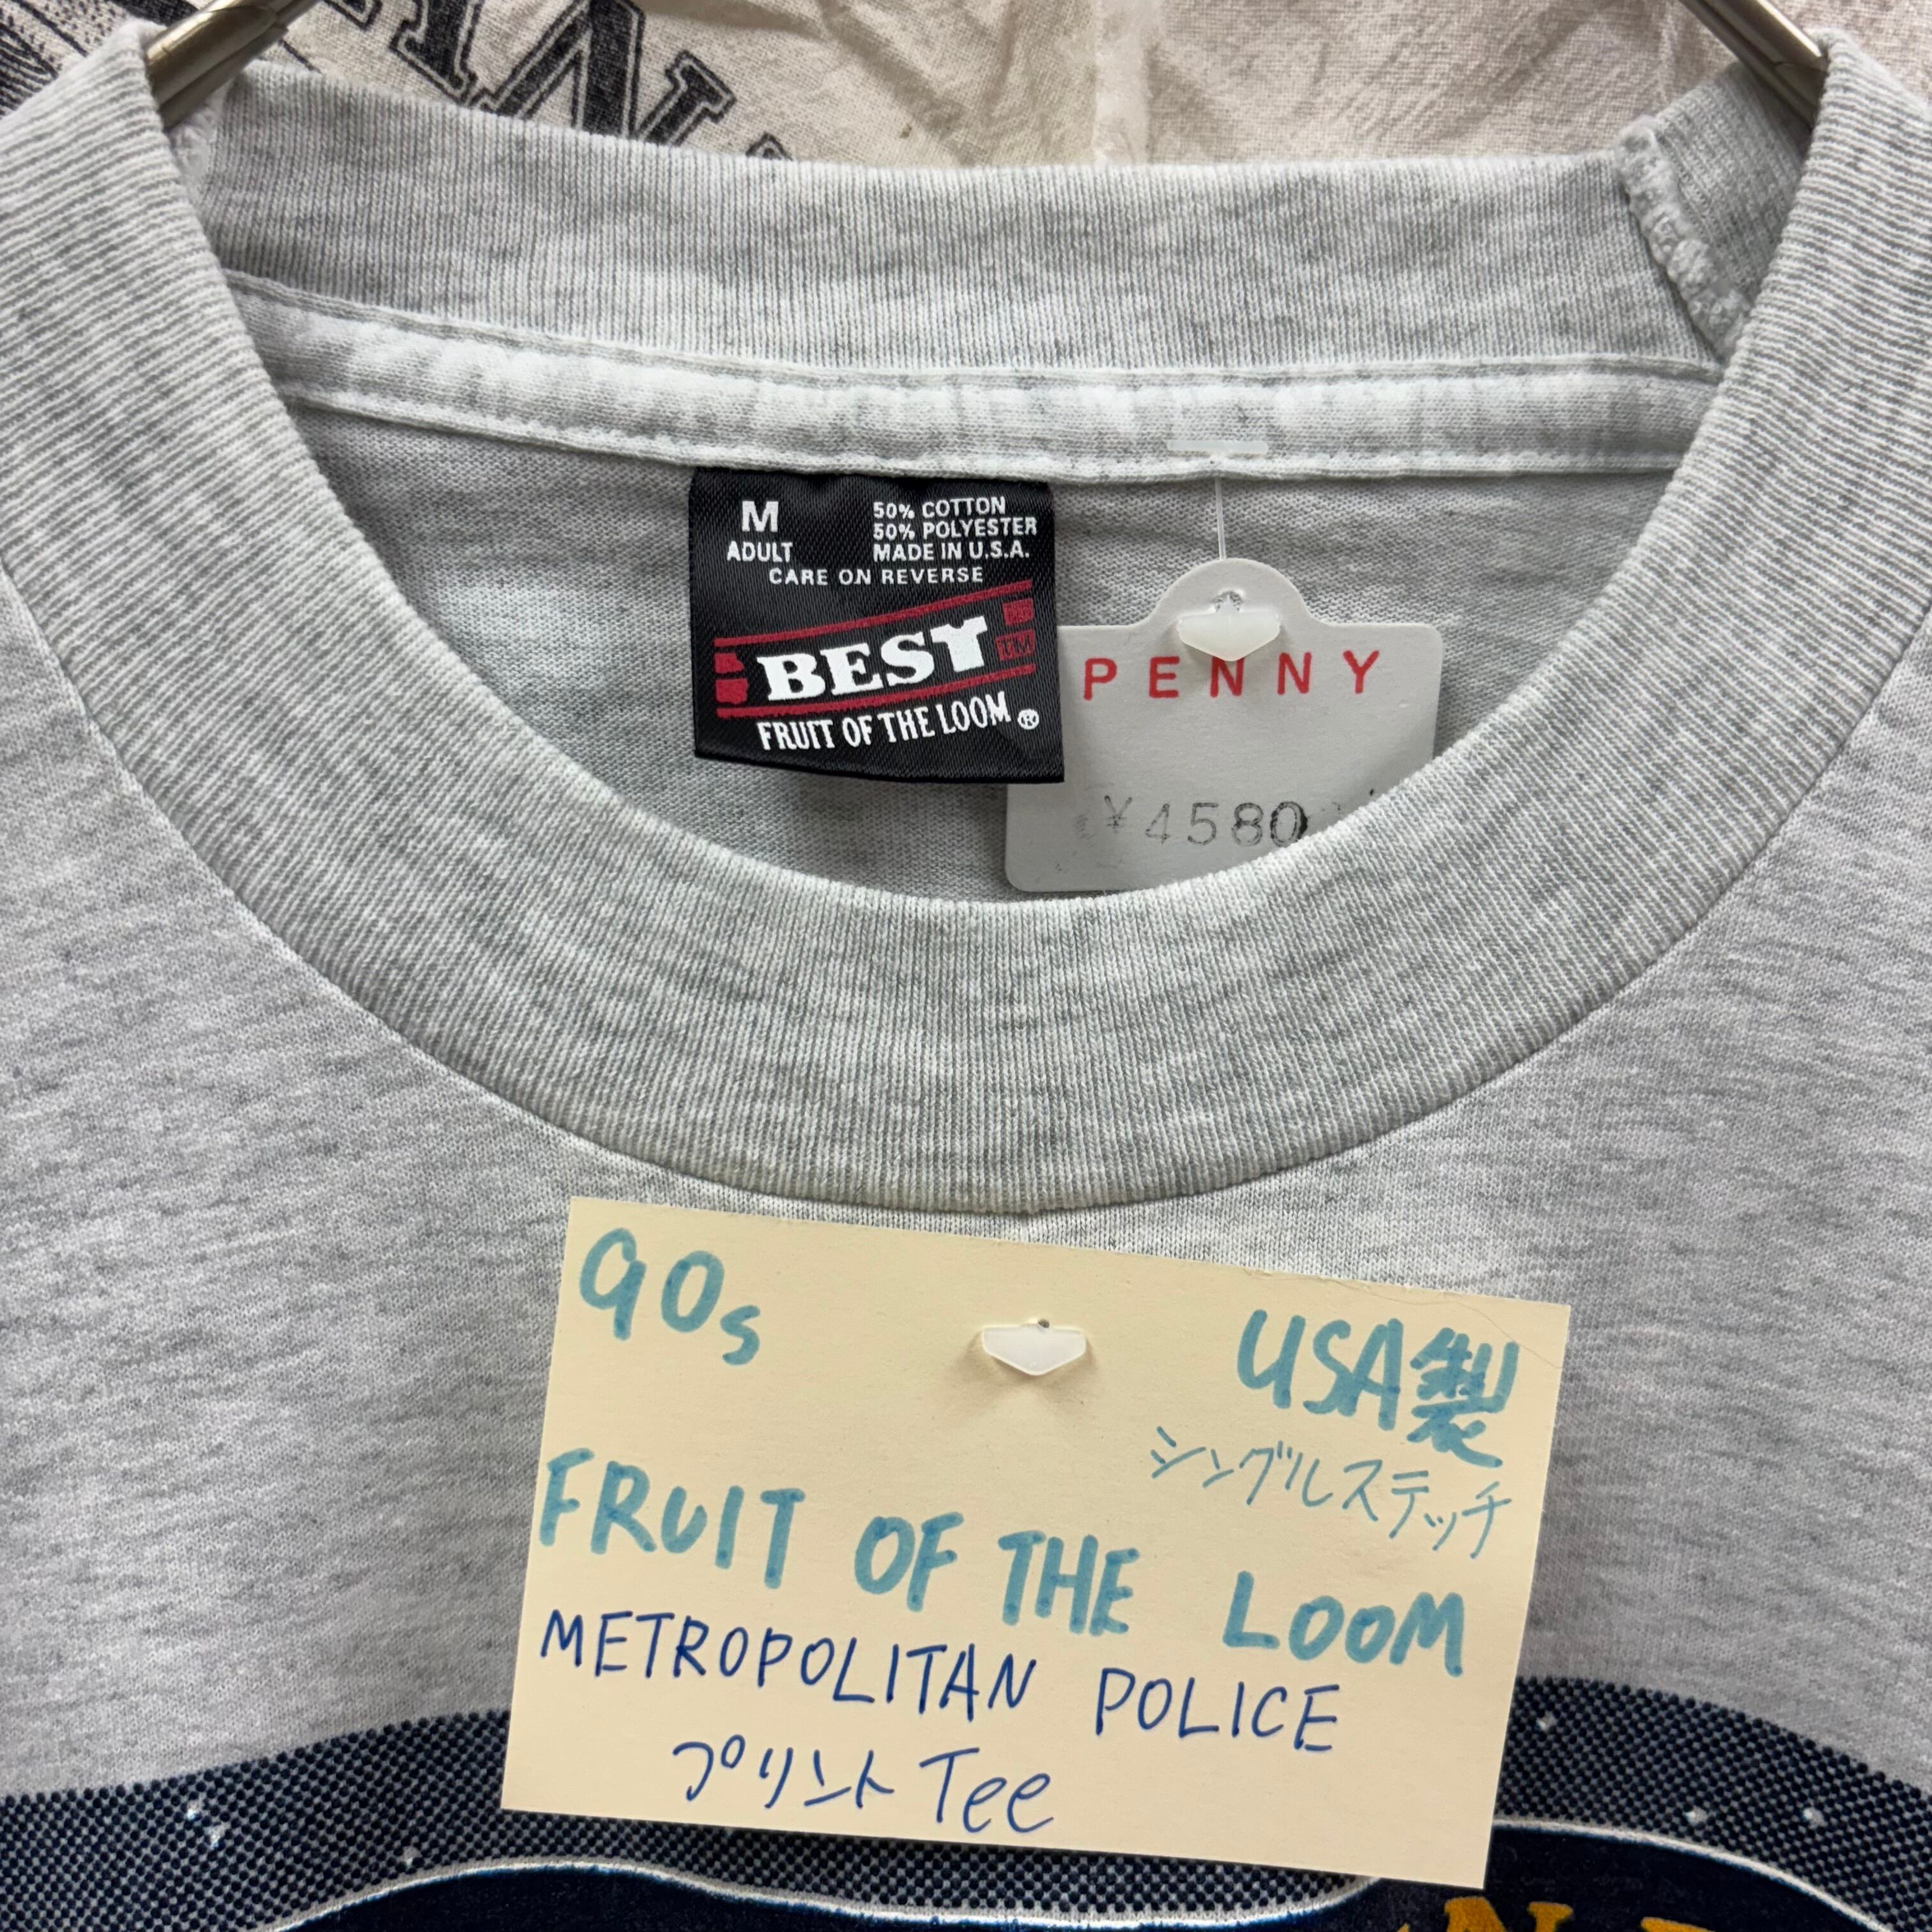 M
ADULT
50% COTTON
50% POLYESTER
MADE IN U.S.A.
CARE ON REVERSE
BEST
TM
FRUIT OF THE LOOM ®
PENNY
¥4580
90s
USA製
シングルステッチ
FRUIT OF THE LOOM
METROPOLITAN POLICE
プリントTee